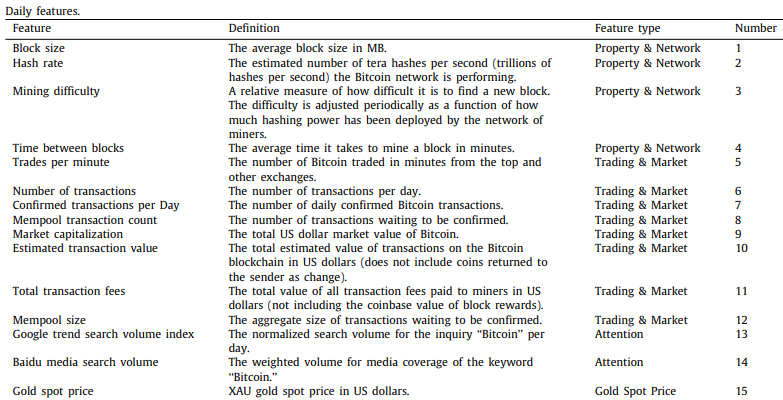 Daily features.
Feature Definition Feature type Number
Block size The average block size in MB. Property & Network 1
Hash rate The estimated number of tera hashes per second (trillions of Property & Network 2
hashes per second) the Bitcoin network is performing.
Mining difficulty A relative measure of how difficult it is to find a new block. Property & Network 3
The difficulty is adjusted periodically as a function of how
much hashing power has been deployed by the network of
miners.
Time between blocks The average time it takes to mine a block in minutes. Property & Network 4
Trades per minute The number of Bitcoin traded in minutes from the top and Trading & Market 5
other exchanges.
Number of transactions The number of transactions per day. Trading & Market 6
Confirmed transactions per Day The number of daily confirmed Bitcoin transactions. Trading & Market 7
Mempool transaction count The number of transactions waiting to be confirmed. Trading & Market 8
Market capitalization The total US dollar market value of Bitcoin. Trading & Market 9
Estimated transaction value The total estimated value of transactions on the Bitcoin Trading & Market 10
blockchain in US dollars (does not include coins returned to
the sender as change).
Total transaction fees The total value of all transaction fees paid to miners in US Trading & Market 11
dollars (not including the coinbase value of block rewards).
Mempool size The aggregate size of transactions waiting to be confirmed. Trading & Market 12
Google trend search volume index The normalized search volume for the inquiry “Bitcoin” per Attention 13
day.
Baidu media search volume The weighted volume for media coverage of the keyword Attention 14
“Bitcoin.”
Gold spot price XAU gold spot price in US dollars. Gold Spot Price 15